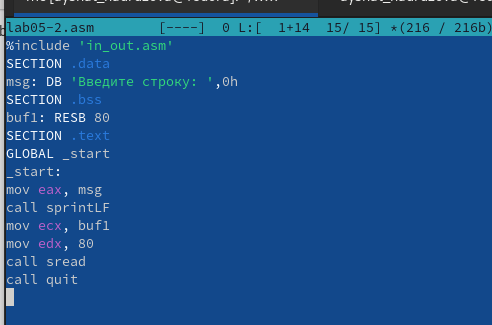 lab05-2.asm [----] 0 L:[ 1+14 15/ 15] *(216 / 216b)
%include 'in_out.asm'
SECTION .data
msg: DB 'Введите строку: ',0h
SECTION .bss
buf1: RESB 80
SECTION .text
GLOBAL _start
_start:
mov eax, msg
call sprintLF
mov ecx, buf1
mov edx, 80
call sread
call quit